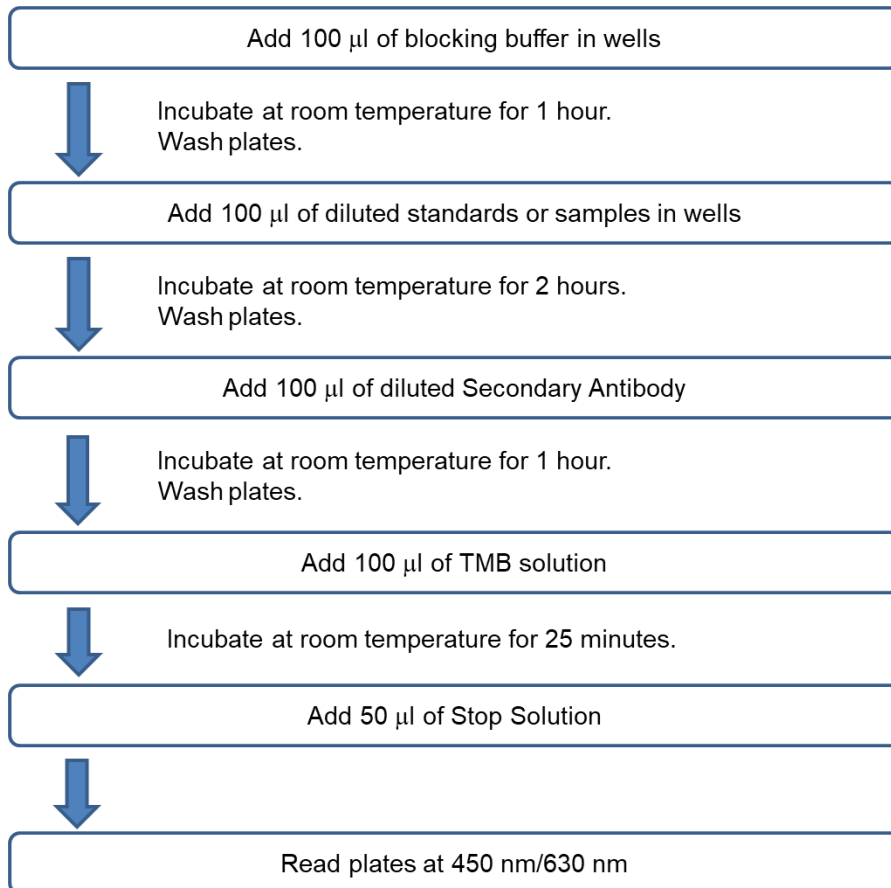 Add 100 μl of blocking buffer in wells
Incubate at room temperature for 1 hour.
Wash plates.
Add 100 μl of diluted standards or samples in wells
Incubate at room temperature for 2 hours.
Wash plates.
Add 100 μl of diluted Secondary Antibody
Incubate at room temperature for 1 hour.
Wash plates.
Add 100 μl of TMB solution
Incubate at room temperature for 25 minutes.
Add 50 μl of Stop Solution
Read plates at 450 nm/630 nm